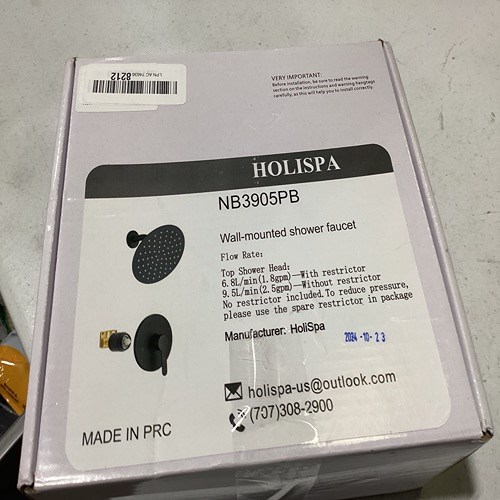 LPN AC TNI06
8212
VERY IMPORTANT:
Before installation, be sure to read the warning
section on the instructions and warning hangtags
carefully, as this will help you to install correctly.
HOLISPA
NB3905PB
Wall-mounted shower faucet
Flow Rate:
Top Shower Head:
6.8L/min(1.8gpm)—With restrictor
9.5L/min(2.5gpm)—Without restrictor
No restrictor included.To reduce pressure,
please use the spare restrictor in package
Manufacturer: HoliSpa
2024-10-23
holispa-us@outlook.com
(707)308-2900
MADE IN PRC